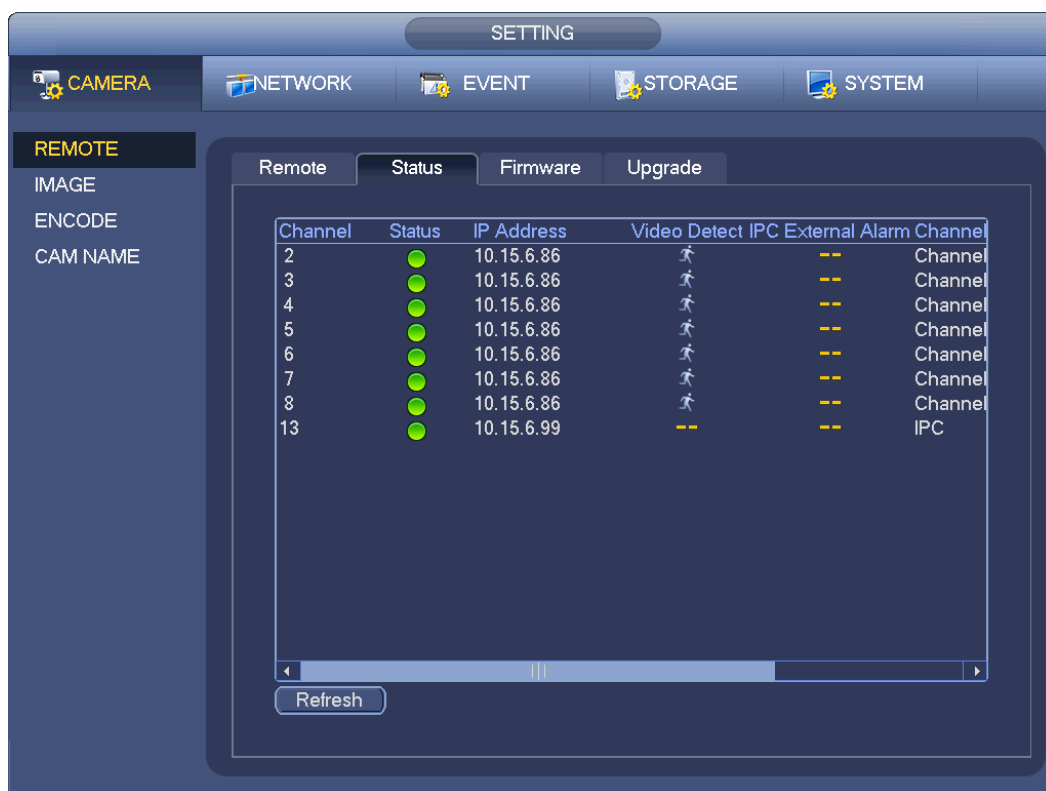 SETTING
CAMERA NETWORK EVENT STORAGE SYSTEM
REMOTE
IMAGE
ENCODE
CAM NAME
Remote Status Firmware Upgrade
Channel Status IP Address Video Detect IPC External Alarm Channel
2 10.15.6.86 -- Channel
3 10.15.6.86 -- Channel
4 10.15.6.86 -- Channel
5 10.15.6.86 -- Channel
6 10.15.6.86 -- Channel
7 10.15.6.86 -- Channel
8 10.15.6.86 -- Channel
13 10.15.6.99 -- -- IPC
Refresh